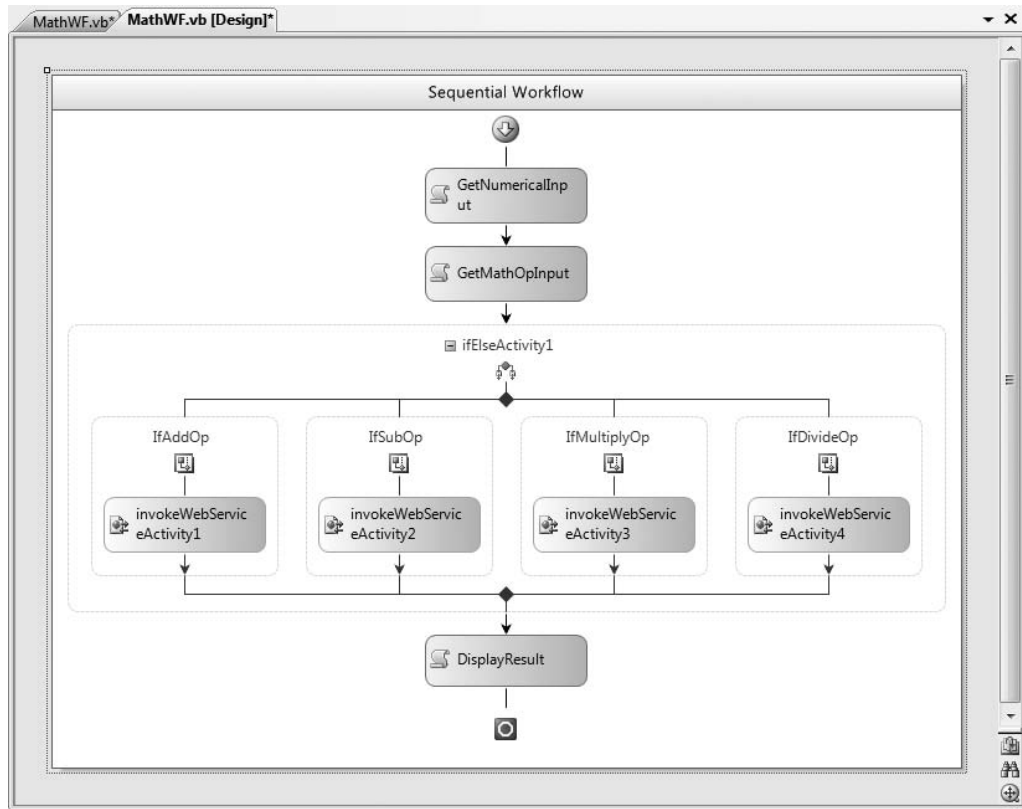 MathWF.vb* MathWF.vb [Design]*
Sequential Workflow
GetNumericalInp
ut
GetMathOpInput
ifElseActivity1
IfAddOp IfSubOp IfMultiplyOp IfDivideOp
invokeWebServic invokeWebServic invokeWebServic invokeWebServic
eActivity1 eActivity2 eActivity3 eActivity4
DisplayResult